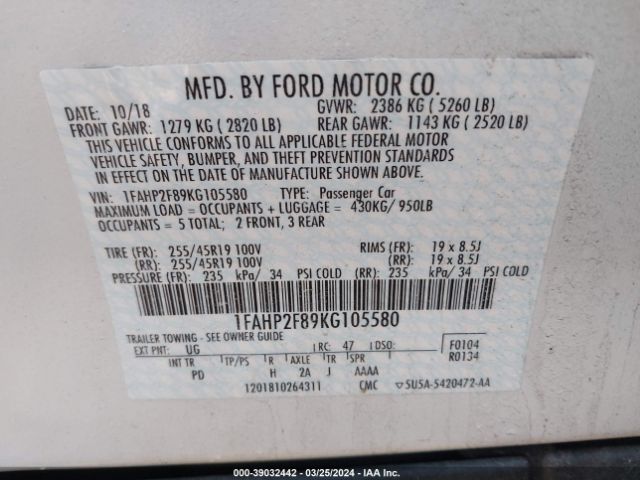 MFD. BY FORD MOTOR CO.
DATE: 10/18 GVWR: 2386 KG ( 5260 LB)
FRONT GAWR: 1279 KG ( 2820 LB) REAR GAWR: 1143 KG ( 2520 LB)
THIS VEHICLE CONFORMS TO ALL APPLICABLE FEDERAL MOTOR
VEHICLE SAFETY, BUMPER, AND THEFT PREVENTION STANDARDS
IN EFFECT ON THE DATE OF MANUFACTURE SHOWN ABOVE.
VIN: 1FAHP2F89KG105580 TYPE: Passenger Car
MAXIMUM LOAD = OCCUPANTS + LUGGAGE = 430KG/ 950LB
OCCUPANTS = 5 TOTAL; 2 FRONT, 3 REAR
TIRE (FR): 255/45R19 100V RIMS (FR): 19 x 8.5J
(RR): 255/45R19 100V (RR): 19 x 8.5J
PRESSURE (FR): 235 kPa/ 34 PSI COLD (RR): 235 kPa/ 34 PSI COLD
1FAHP2F89KG105580
TRAILER TOWING - SEE OWNER GUIDE
EXT PNT: UG RC: 47 DSO: F0104
R0134
INT TR TP/PS R AXLE TR SPR
PD H 2A J AAAA
1201810264311 CMC 5U5A-5420472-AA
0-39032442 - 03/25/2024 - IAA Inc.